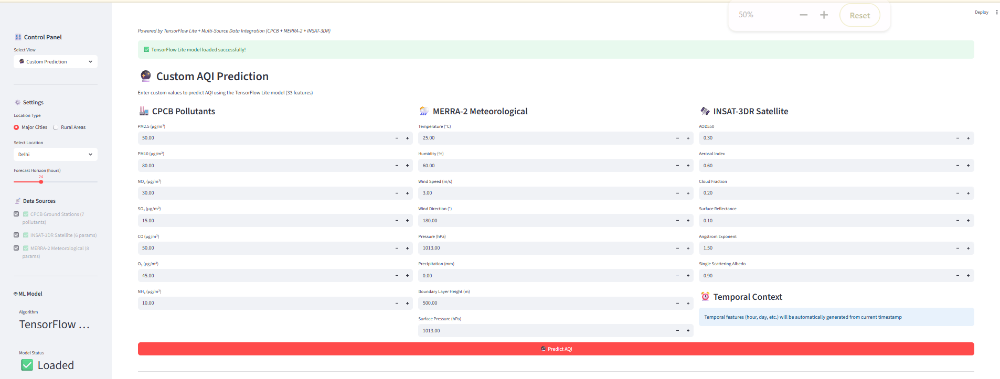 50%
Reset
Deploy
Control Panel
Select View
Custom Prediction
Settings
Location Type
Major Cities
Rural Areas
Select Location
Delhi
Forecast Horizon (hours)
24
Data Sources
CPCB Ground Stations (7
pollutants)
INSAT-3DR Satellite (6 params)
MERRA-2 Meteorological (8
params)
ML Model
Algorithm
TensorFlow ...
Model Status
Loaded
Powered by TensorFlow Lite + Multi-Source Data Integration (CPCB + MERRA-2 + INSAT-3DR)
TensorFlow Lite model loaded successfully!
Custom AQI Prediction
Enter custom values to predict AQI using the TensorFlow Lite model (33 features)
CPCB Pollutants
PM2.5 (µg/m³)
50.00
PM10 (µg/m³)
80.00
NO₂ (µg/m³)
30.00
SO₂ (µg/m³)
15.00
CO (µg/m³)
50.00
O₃ (µg/m³)
45.00
NH₃ (µg/m³)
10.00
MERRA-2 Meteorological
Temperature (°C)
25.00
Humidity (%)
60.00
Wind Speed (m/s)
3.00
Wind Direction (°)
180.00
Pressure (hPa)
1013.00
Precipitation (mm)
0.00
Boundary Layer Height (m)
500.00
Surface Pressure (hPa)
1013.00
INSAT-3DR Satellite
AOD550
0.30
Aerosol Index
0.60
Cloud Fraction
0.20
Surface Reflectance
0.10
Angstrom Exponent
1.50
Single Scattering Albedo
0.90
Temporal Context
Temporal features (hour, day, etc.) will be automatically generated from current timestamp
Predict AQI